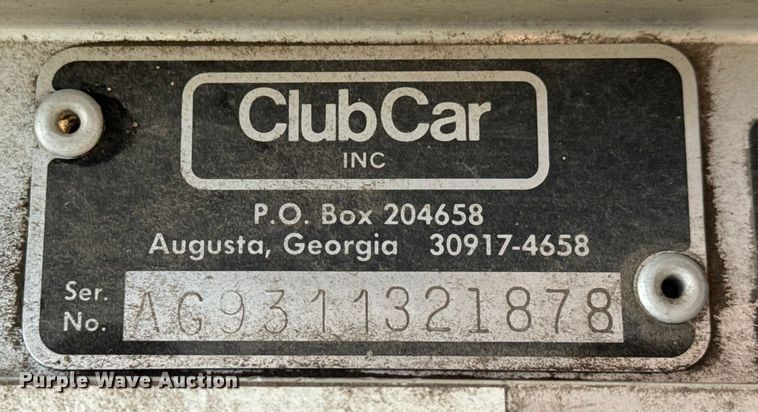 ClubCar
INC
P.O. Box 204658
Augusta, Georgia 30917-4658
Ser. No. AG9311321878
Purple Wave Auction